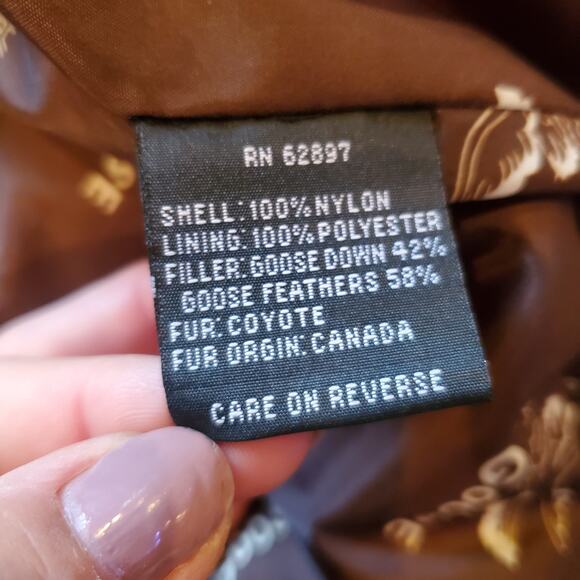 RN 62897
SHELL: 100% NYLON
LINING: 100% POLYESTER
FILLER: GOOSE DOWN 42%
GOOSE FEATHERS 58%
FUR: COYOTE
FUR ORGIN: CANADA
CARE ON REVERSE